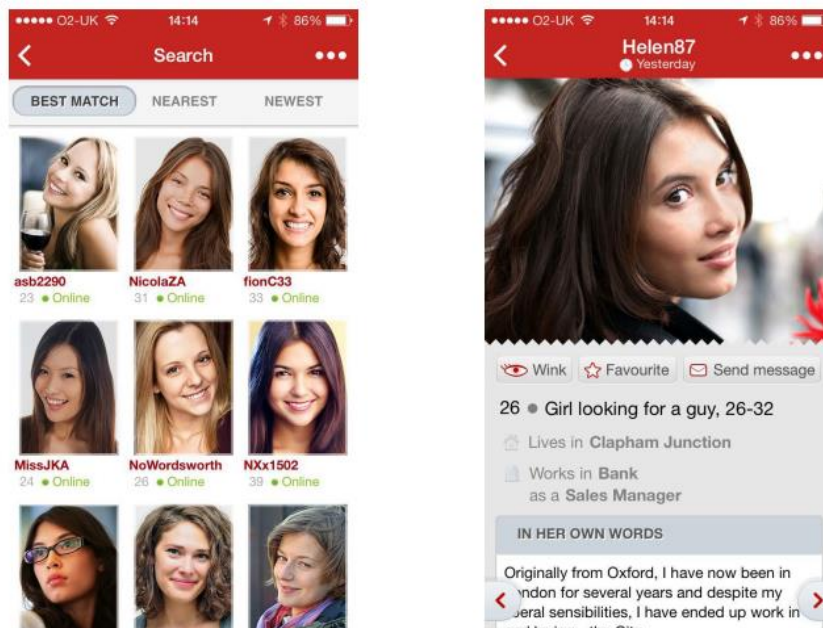 O2-UK 14:14 86%
Search
BEST MATCH NEAREST NEWEST
asb2290 NicolaZA fionC33
23 Online 31 Online 33 Online
MissJKA NoWordsworth NXx1502
24 Online 26 Online 39 Online
O2-UK 14:14 86%
Helen87
Yesterday
Wink Favourite Send message
26 Girl looking for a guy, 26-32
Lives in Clapham Junction
Works in Bank
as a Sales Manager
IN HER OWN WORDS
Originally from Oxford, I have now been in
for several years and despite my
sensibilities, I have ended up work in